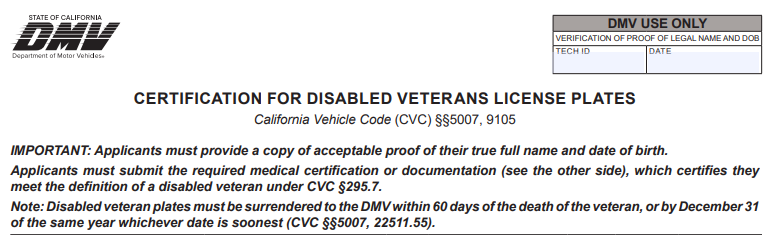 STATE OF CALIFORNIA
DMV
Department of Motor Vehicles®
DMV USE ONLY
VERIFICATION OF PROOF OF LEGAL NAME AND DOB
TECH ID DATE
CERTIFICATION FOR DISABLED VETERANS LICENSE PLATES
California Vehicle Code (CVC) §§5007, 9105
IMPORTANT: Applicants must provide a copy of acceptable proof of their true full name and date of birth.
Applicants must submit the required medical certification or documentation (see the other side), which certifies they
meet the definition of a disabled veteran under CVC §295.7.
Note: Disabled veteran plates must be surrendered to the DMV within 60 days of the death of the veteran, or by December 31
of the same year whichever date is soonest (CVC §§5007, 22511.55).